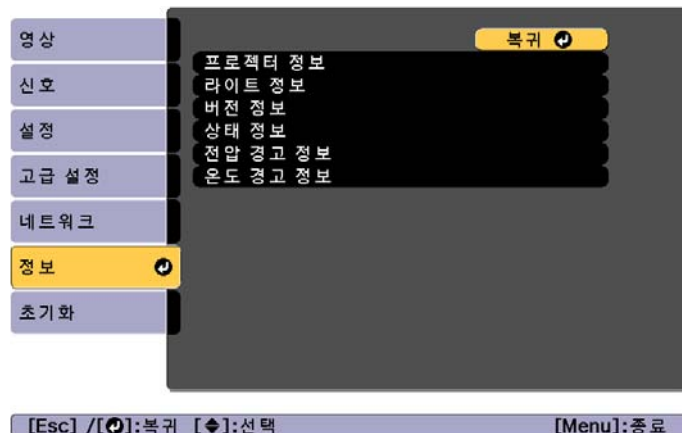 영상
신호
설정
고급 설정
네트워크
정보
초기화
복귀
프로젝터 정보
라이트 정보
버전 정보
상태 정보
전압 경고 정보
온도 경고 정보
[Esc] /[]:복귀 [◆]:선택 [Menu]:종료